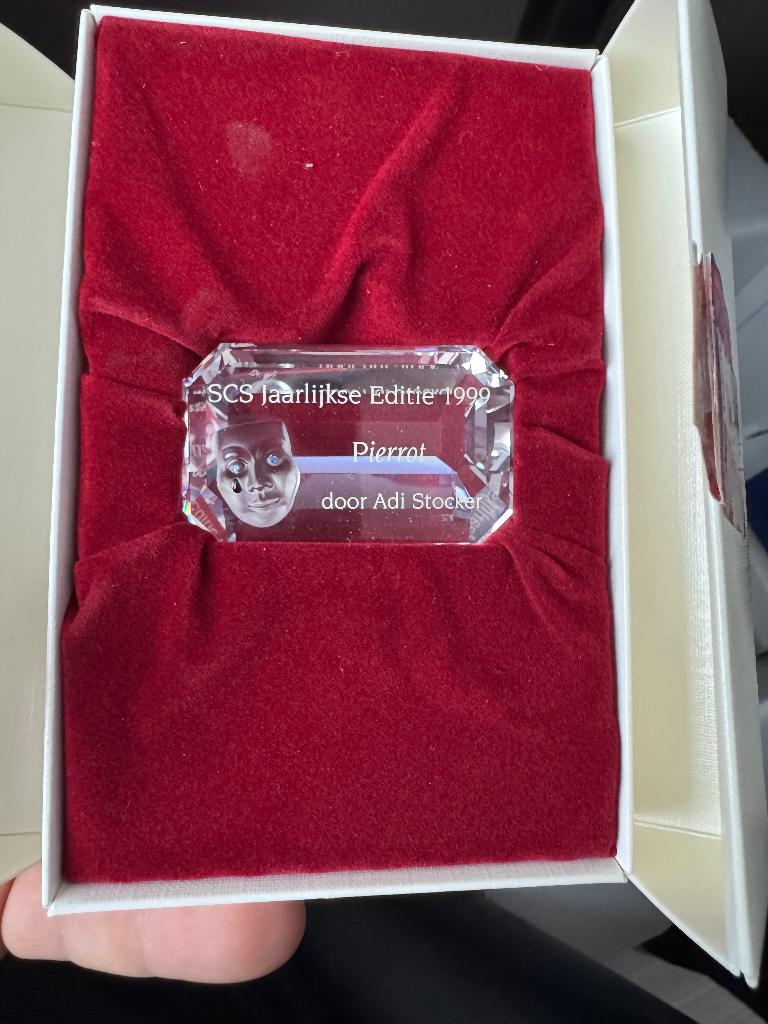 SCS Jaarlijkse Editie 1999
Pierrot
door Adi Stocker